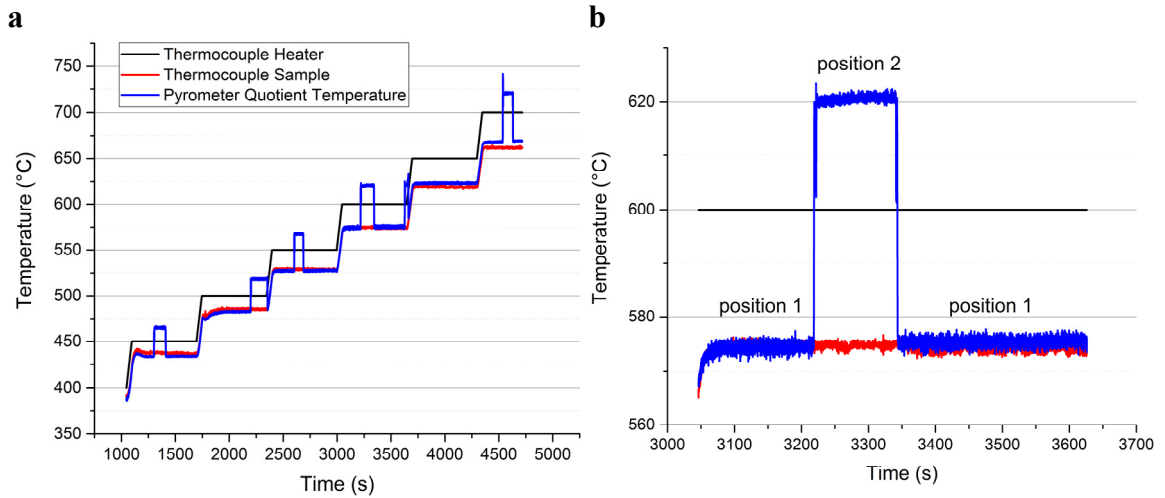 a
Thermocouple Heater
Thermocouple Sample
Pyrometer Quotient Temperature
750
700
650
600
550
500
450
400
350
Temperature (°C)
1000 1500 2000 2500 3000 3500 4000 4500 5000
Time (s)
b
position 2
position 1
position 1
620
600
580
560
Temperature (°C)
3000 3100 3200 3300 3400 3500 3600 3700
Time (s)